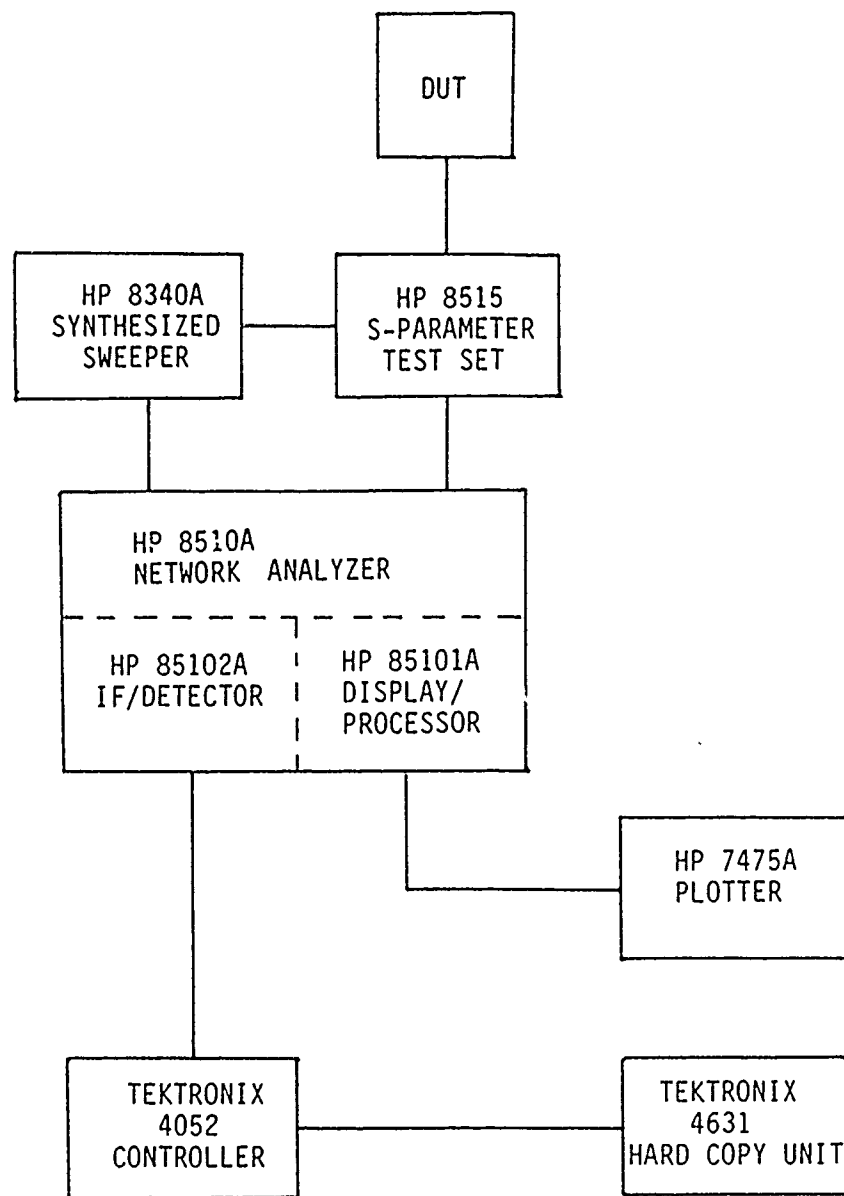 DUT
HP 8340A
SYNTHESIZED
SWEEPER
HP 8515
S-PARAMETER
TEST SET
HP 8510A
NETWORK ANALYZER
HP 85102A
IF/DETECTOR
HP 85101A
DISPLAY/
PROCESSOR
HP 7475A
PLOTTER
TEKTRONIX
4052
CONTROLLER
TEKTRONIX
4631
HARD COPY UNIT